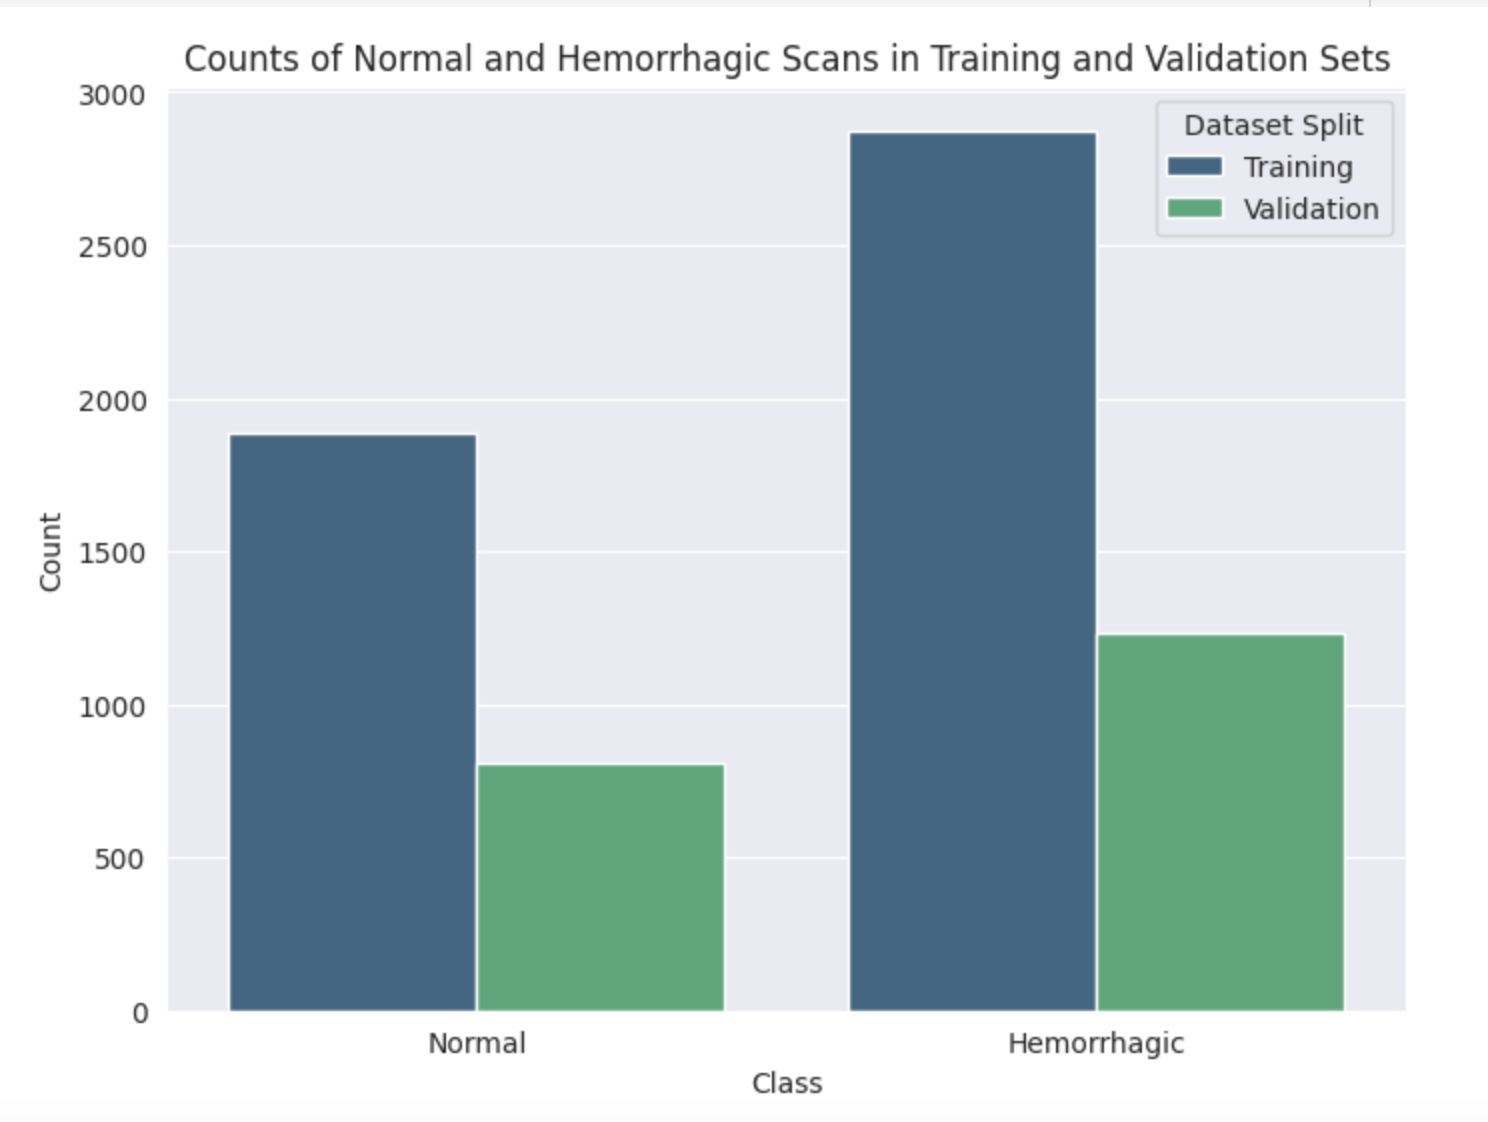 Counts of Normal and Hemorrhagic Scans in Training and Validation Sets
3000
2500
2000
1500
1000
500
0
Count
Dataset Split
Training
Validation
Normal
Hemorrhagic
Class